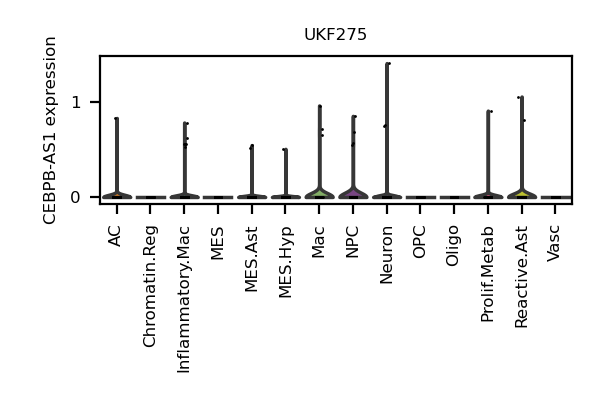 UKF275
CEBPB-AS1 expression
1
0
AC
Chromatin.Reg
Inflammatory.Mac
MES
MES.Ast
MES.Hyp
Mac
NPC
Neuron
OPC
Oligo
Prolif.Metab
Reactive.Ast
Vasc